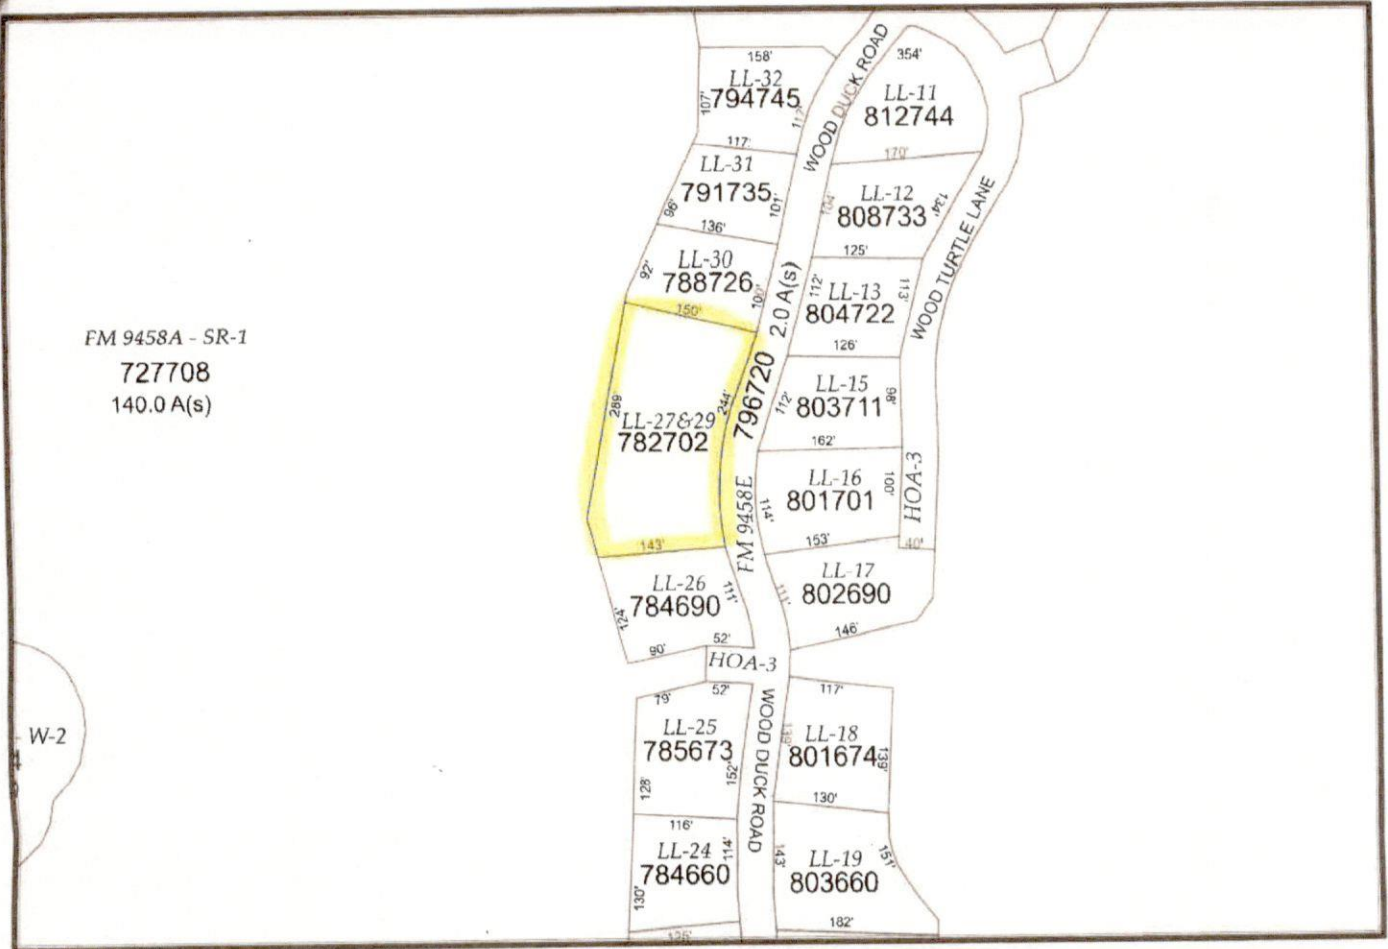 158'
LL-32
794745
107'
112'
117'
WOOD DUCK ROAD
354'
LL-11
812744
170'
LL-31
791735
96'
101'
136'
LL-12
808733
104'
134'
125'
WOOD TURTLE LANE
LL-30
788726
92'
100'
150'
LL-13
804722
112'
113'
126'
796720 2.0 A(s)
FM 9458A - SR-1
727708
140.0 A(s)
LL-27&29
782702
289'
244'
143'
LL-15
803711
112'
98'
162'
LL-16
801701
114'
100'
153'
HOA-3
40'
FM 9458E
LL-26
784690
124'
111'
90'
52'
LL-17
802690
111'
146'
HOA-3
52'
79'
117'
W-2
LL-25
785673
128'
152'
116'
WOOD DUCK ROAD
LL-18
801674
139'
139'
130'
LL-24
784660
130'
114'
125'
LL-19
803660
143'
151'
182'